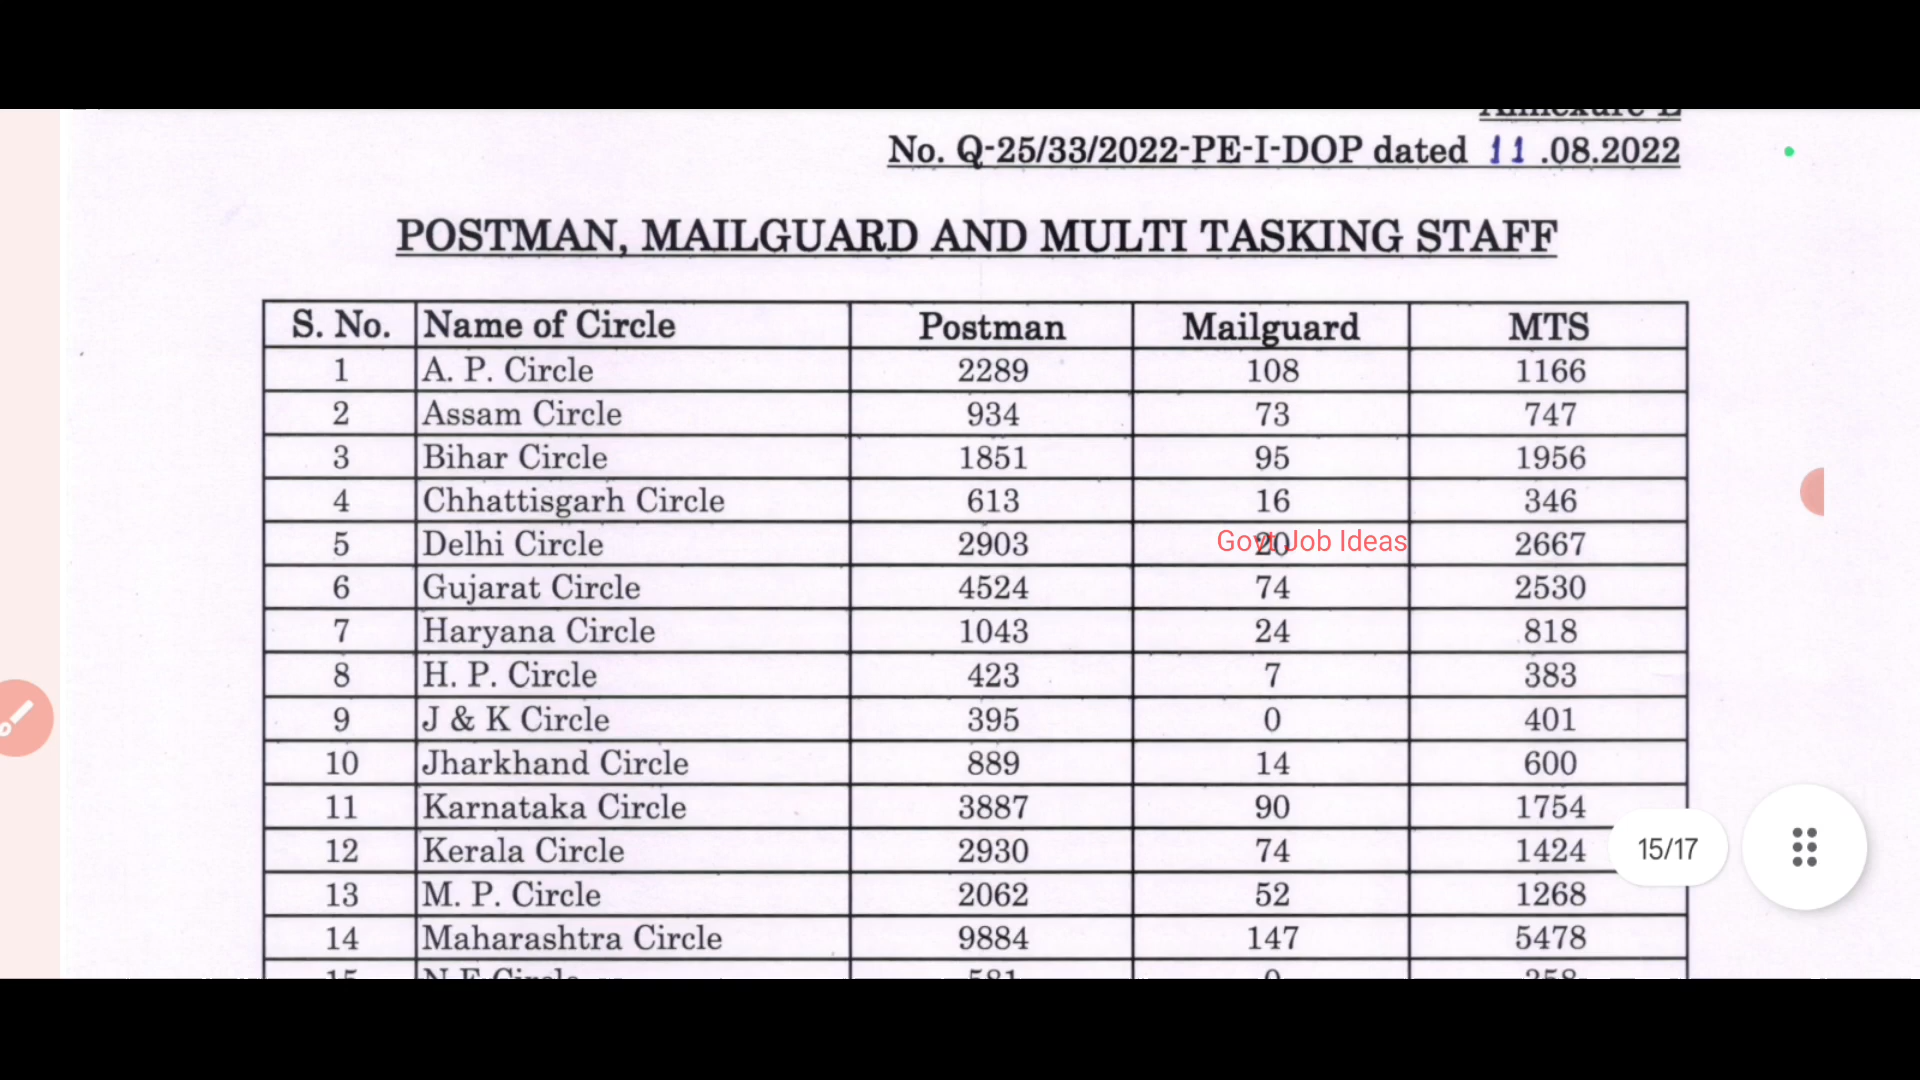 No. Q-25/33/2022-PE-I-DOP dated 11 .08.2022
POSTMAN, MAILGUARD AND MULTI TASKING STAFF
S. No. Name of Circle Postman Mailguard MTS
1 A. P. Circle 2289 108 1166
2 Assam Circle 934 73 747
3 Bihar Circle 1851 95 1956
4 Chhattisgarh Circle 613 16 346
5 Delhi Circle 2903 20 2667
Govt Job Ideas
6 Gujarat Circle 4524 74 2530
7 Haryana Circle 1043 24 818
8 H. P. Circle 423 7 383
9 J & K Circle 395 0 401
10 Jharkhand Circle 889 14 600
11 Karnataka Circle 3887 90 1754
12 Kerala Circle 2930 74 1424
15/17
13 M. P. Circle 2062 52 1268
14 Maharashtra Circle 9884 147 5478